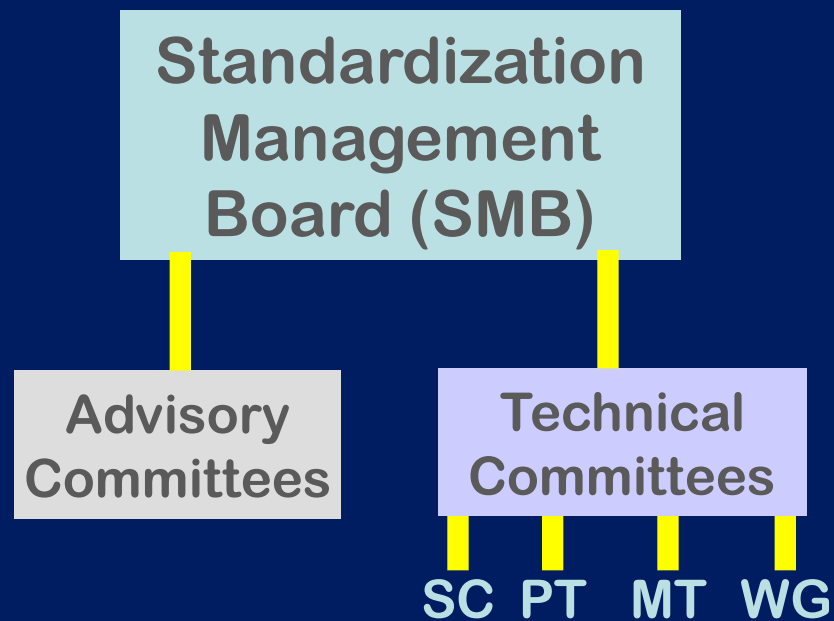 Standardization
Management
Board (SMB)
Advisory
Committees
Technical
Committees
SC PT MT WG